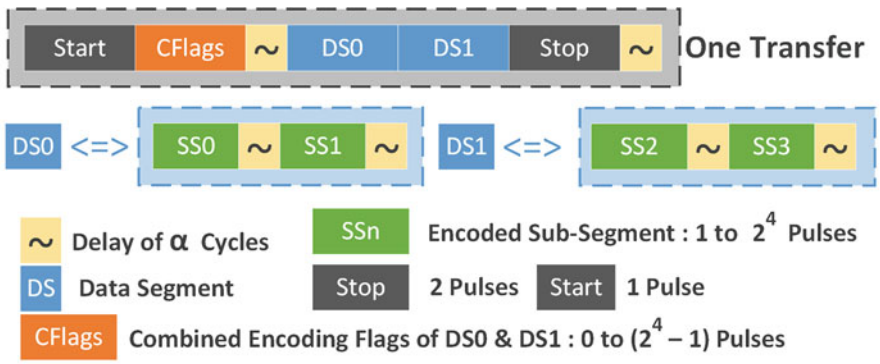 Start CFlags ~ DS0 DS1 Stop ~ One Transfer
DS0 <=> SS0 ~ SS1 ~ DS1 <=> SS2 ~ SS3 ~
~ Delay of α Cycles SSn Encoded Sub-Segment : 1 to 2⁴ Pulses
DS Data Segment Stop 2 Pulses Start 1 Pulse
CFlags Combined Encoding Flags of DS0 & DS1 : 0 to (2⁴ – 1) Pulses